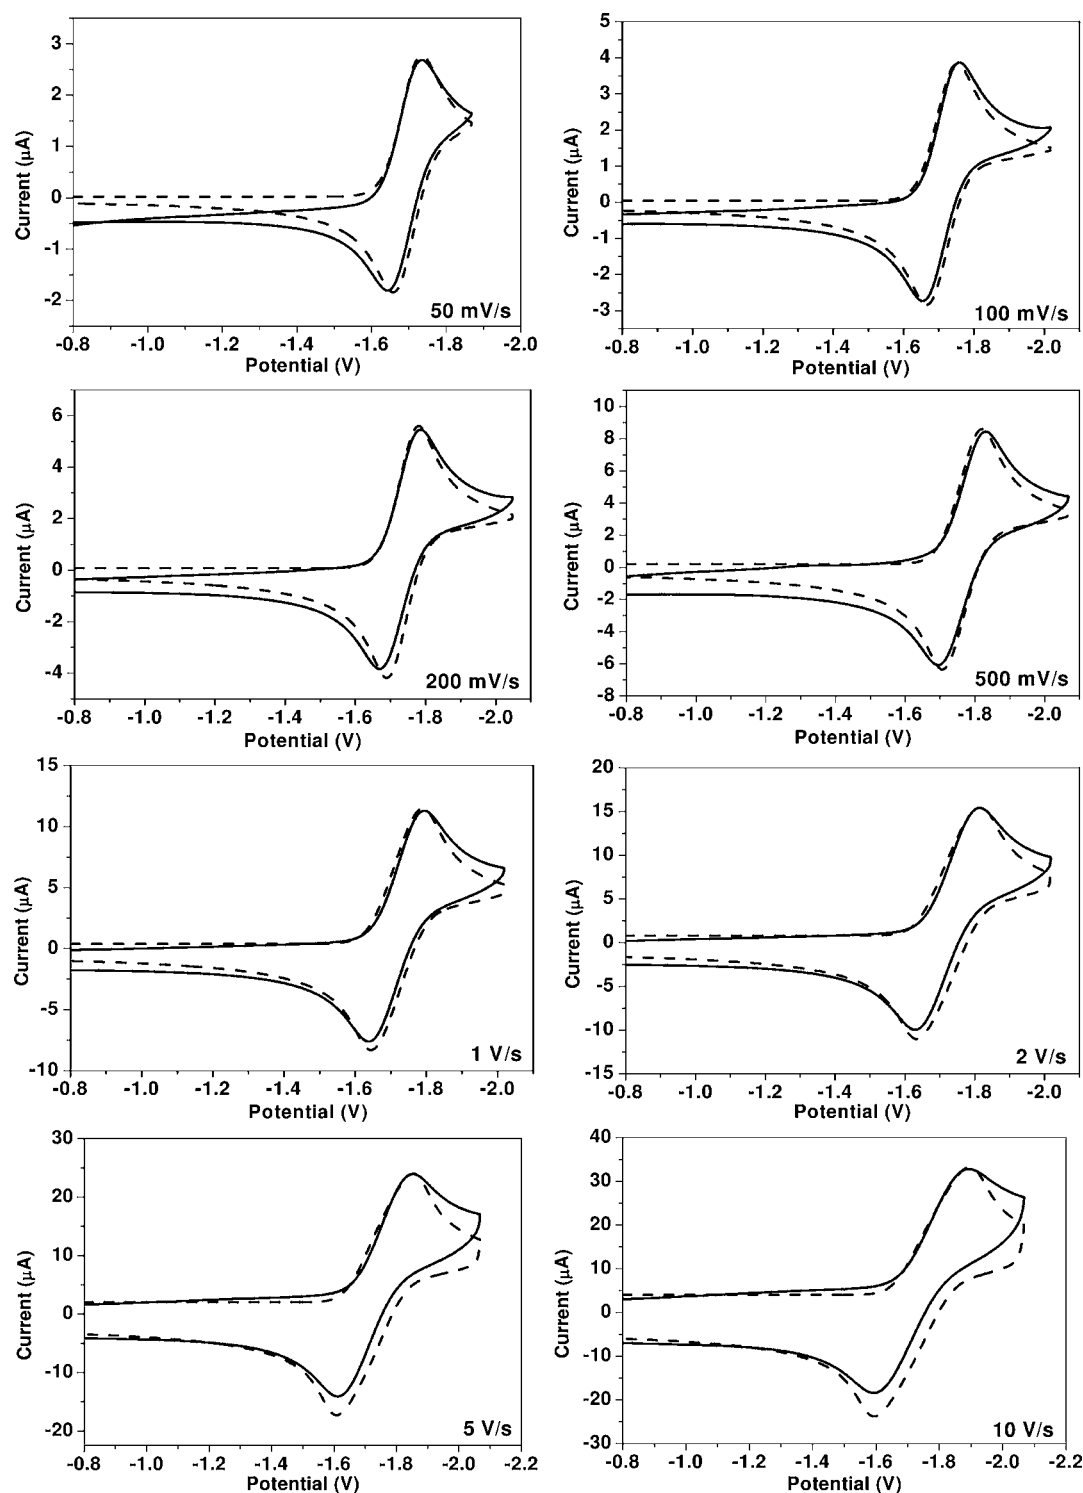 3
2
1
0
-1
-2
Current (μA)
50 mV/s
-0.8 -1.0 -1.2 -1.4 -1.6 -1.8 -2.0
Potential (V)
5
4
3
2
1
0
-1
-2
-3
Current (μA)
100 mV/s
-0.8 -1.0 -1.2 -1.4 -1.6 -1.8 -2.0
Potential (V)
6
4
2
0
-2
-4
Current (μA)
200 mV/s
-0.8 -1.0 -1.2 -1.4 -1.6 -1.8 -2.0
Potential (V)
10
8
6
4
2
0
-2
-4
-6
-8
Current (μA)
500 mV/s
-0.8 -1.0 -1.2 -1.4 -1.6 -1.8 -2.0
Potential (V)
15
10
5
0
-5
-10
Current (μA)
1 V/s
-0.8 -1.0 -1.2 -1.4 -1.6 -1.8 -2.0
Potential (V)
20
15
10
5
0
-5
-10
-15
Current (μA)
2 V/s
-0.8 -1.0 -1.2 -1.4 -1.6 -1.8 -2.0
Potential (V)
30
20
10
0
-10
-20
Current (μA)
5 V/s
-0.8 -1.0 -1.2 -1.4 -1.6 -1.8 -2.0 -2.2
Potential (V)
40
30
20
10
0
-10
-20
-30
Current (μA)
10 V/s
-0.8 -1.0 -1.2 -1.4 -1.6 -1.8 -2.0 -2.2
Potential (V)